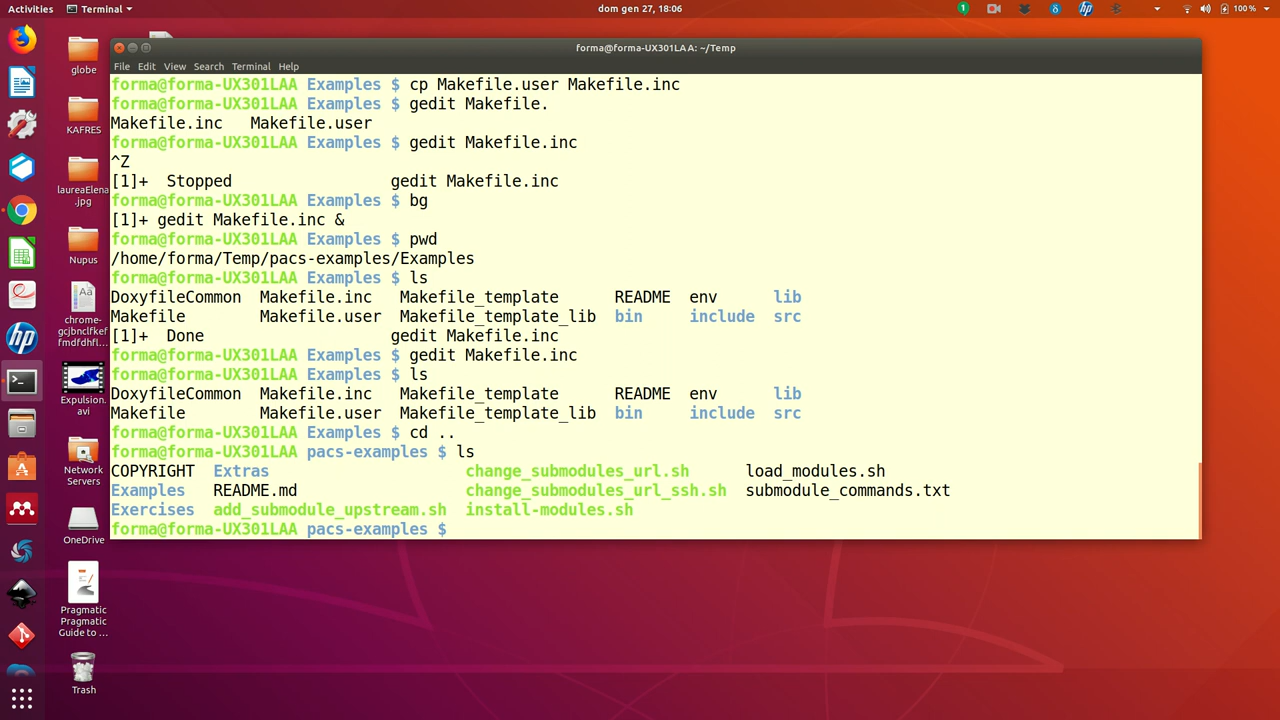 Activities Terminal dom gen 27, 18:06 1 100 %
forma@forma-UX301LAA: ~/Temp
File Edit View Search Terminal Help
forma@forma-UX301LAA Examples $ cp Makefile.user Makefile.inc
forma@forma-UX301LAA Examples $ gedit Makefile.
Makefile.inc Makefile.user
forma@forma-UX301LAA Examples $ gedit Makefile.inc
^Z
[1]+ Stopped gedit Makefile.inc
forma@forma-UX301LAA Examples $ bg
[1]+ gedit Makefile.inc &
forma@forma-UX301LAA Examples $ pwd
/home/forma/Temp/pacs-examples/Examples
forma@forma-UX301LAA Examples $ ls
DoxyfileCommon Makefile.inc Makefile_template README env lib
Makefile Makefile.user Makefile_template_lib bin include src
[1]+ Done gedit Makefile.inc
forma@forma-UX301LAA Examples $ gedit Makefile.inc
forma@forma-UX301LAA Examples $ ls
DoxyfileCommon Makefile.inc Makefile_template README env lib
Makefile Makefile.user Makefile_template_lib bin include src
forma@forma-UX301LAA Examples $ cd ..
forma@forma-UX301LAA pacs-examples $ ls
COPYRIGHT Extras change_submodules_url.sh load_modules.sh
Examples README.md change_submodules_url_ssh.sh submodule_commands.txt
Exercises add_submodule_upstream.sh install-modules.sh
forma@forma-UX301LAA pacs-examples $
globe
KAFRES
laureaElena.
jpg
Nupus
chrome-
gcjbnclfkef
fmdfdhfl...
Expulsion.
avi
Network
Servers
OneDrive
Pragmatic
Pragmatic
Guide to ...
Trash